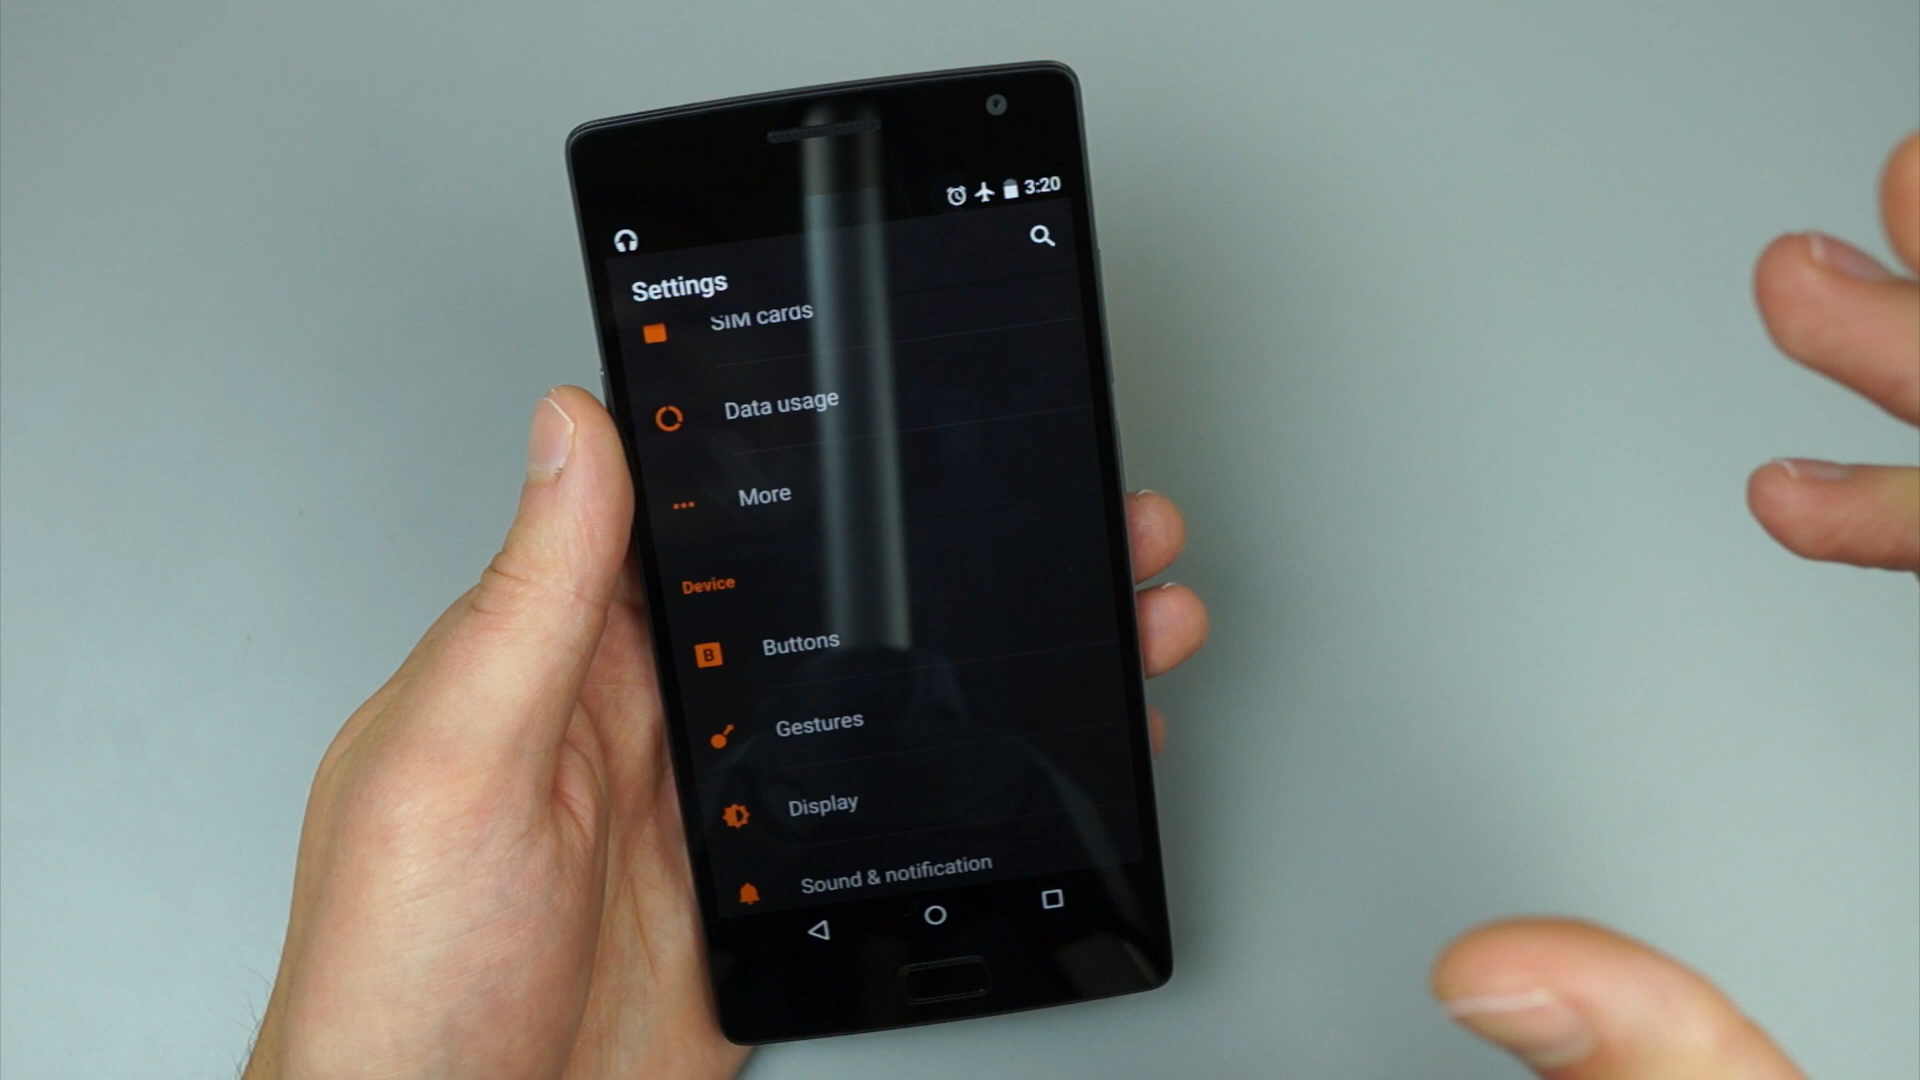 3:20
Settings
SIM cards
Data usage
More
Device
B
Buttons
Gestures
Display
Sound & notification